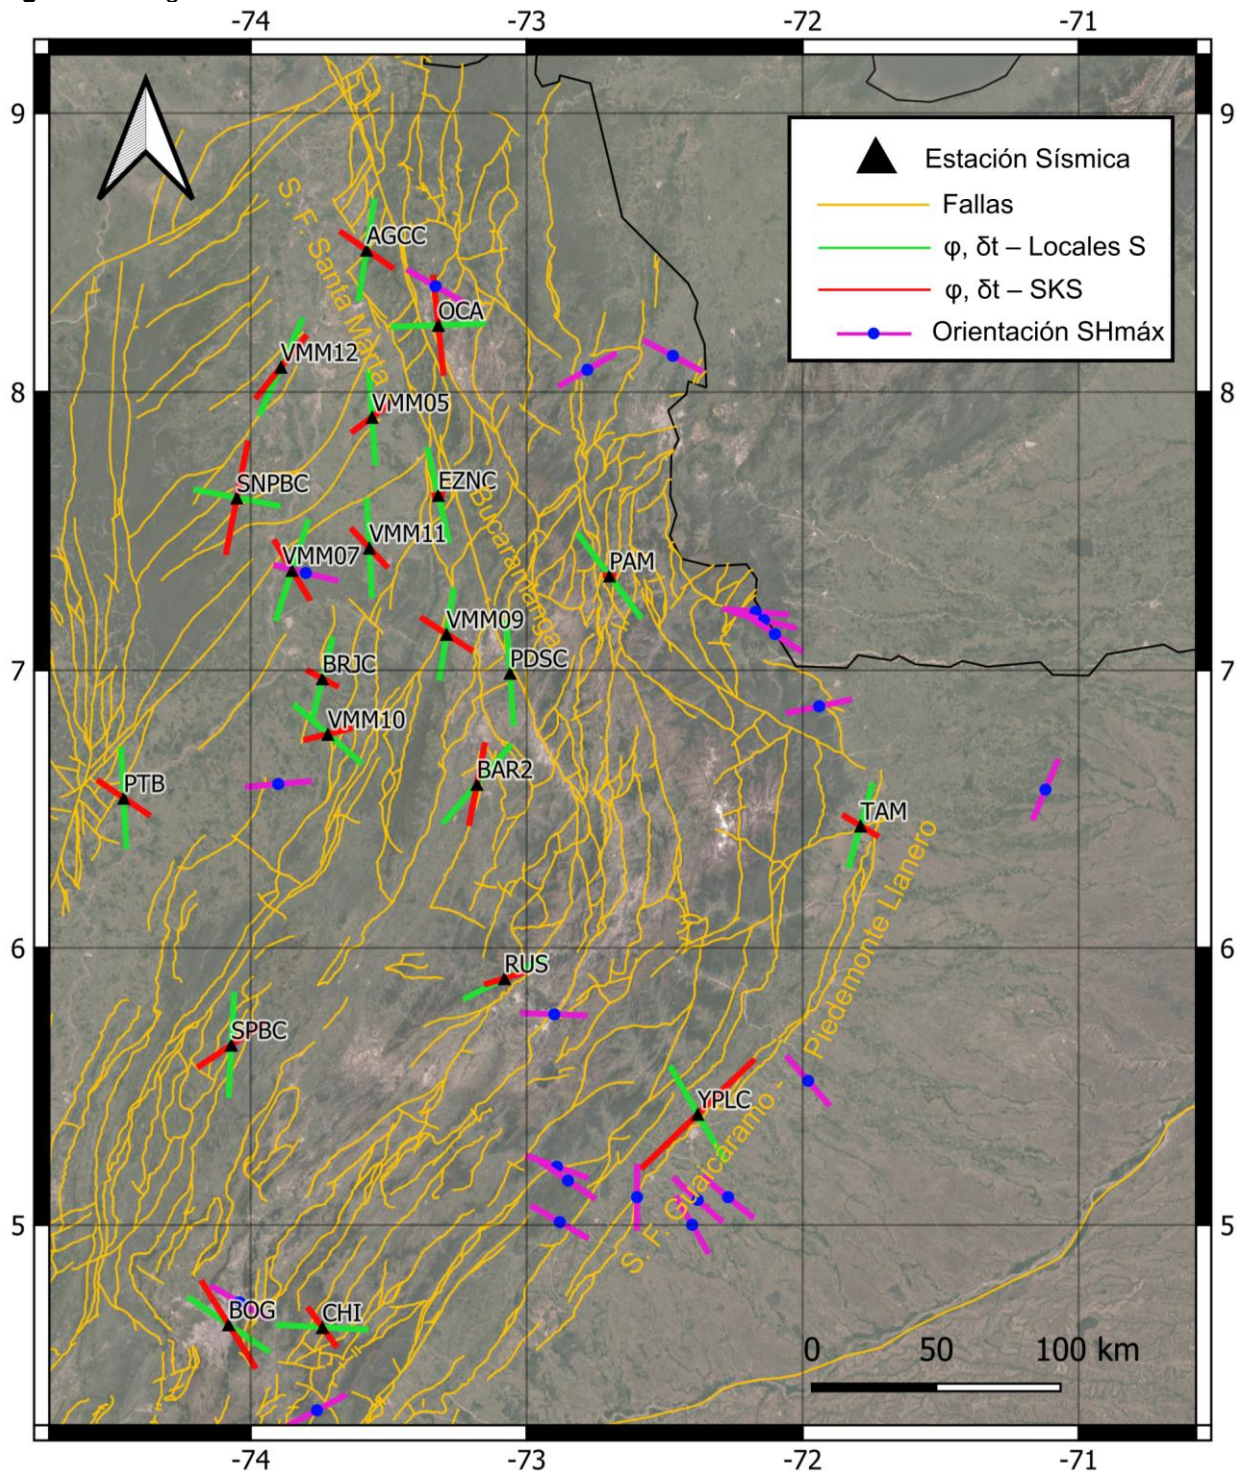 -74 -73 -72 -71
9 9
Estación Sísmica
Fallas
φ, δt – Locales S
φ, δt – SKS
Orientación SHmáx
S. F. Santa Marta
AGCC
OCA
VMM12
8 8
VMM05
SNPBC
EZNC
Bucaramanga
VMM11
VMM07
PAM
VMM09
7 7
PDSC
BRJC
VMM10
BAR2
PTB
TAM
6 6
RUS
SPBC
YPLC
S. F. Guaicaramo - Piedemonte Llanero
5 5
BOG
CHI
0 50 100 km
-74 -73 -72 -71